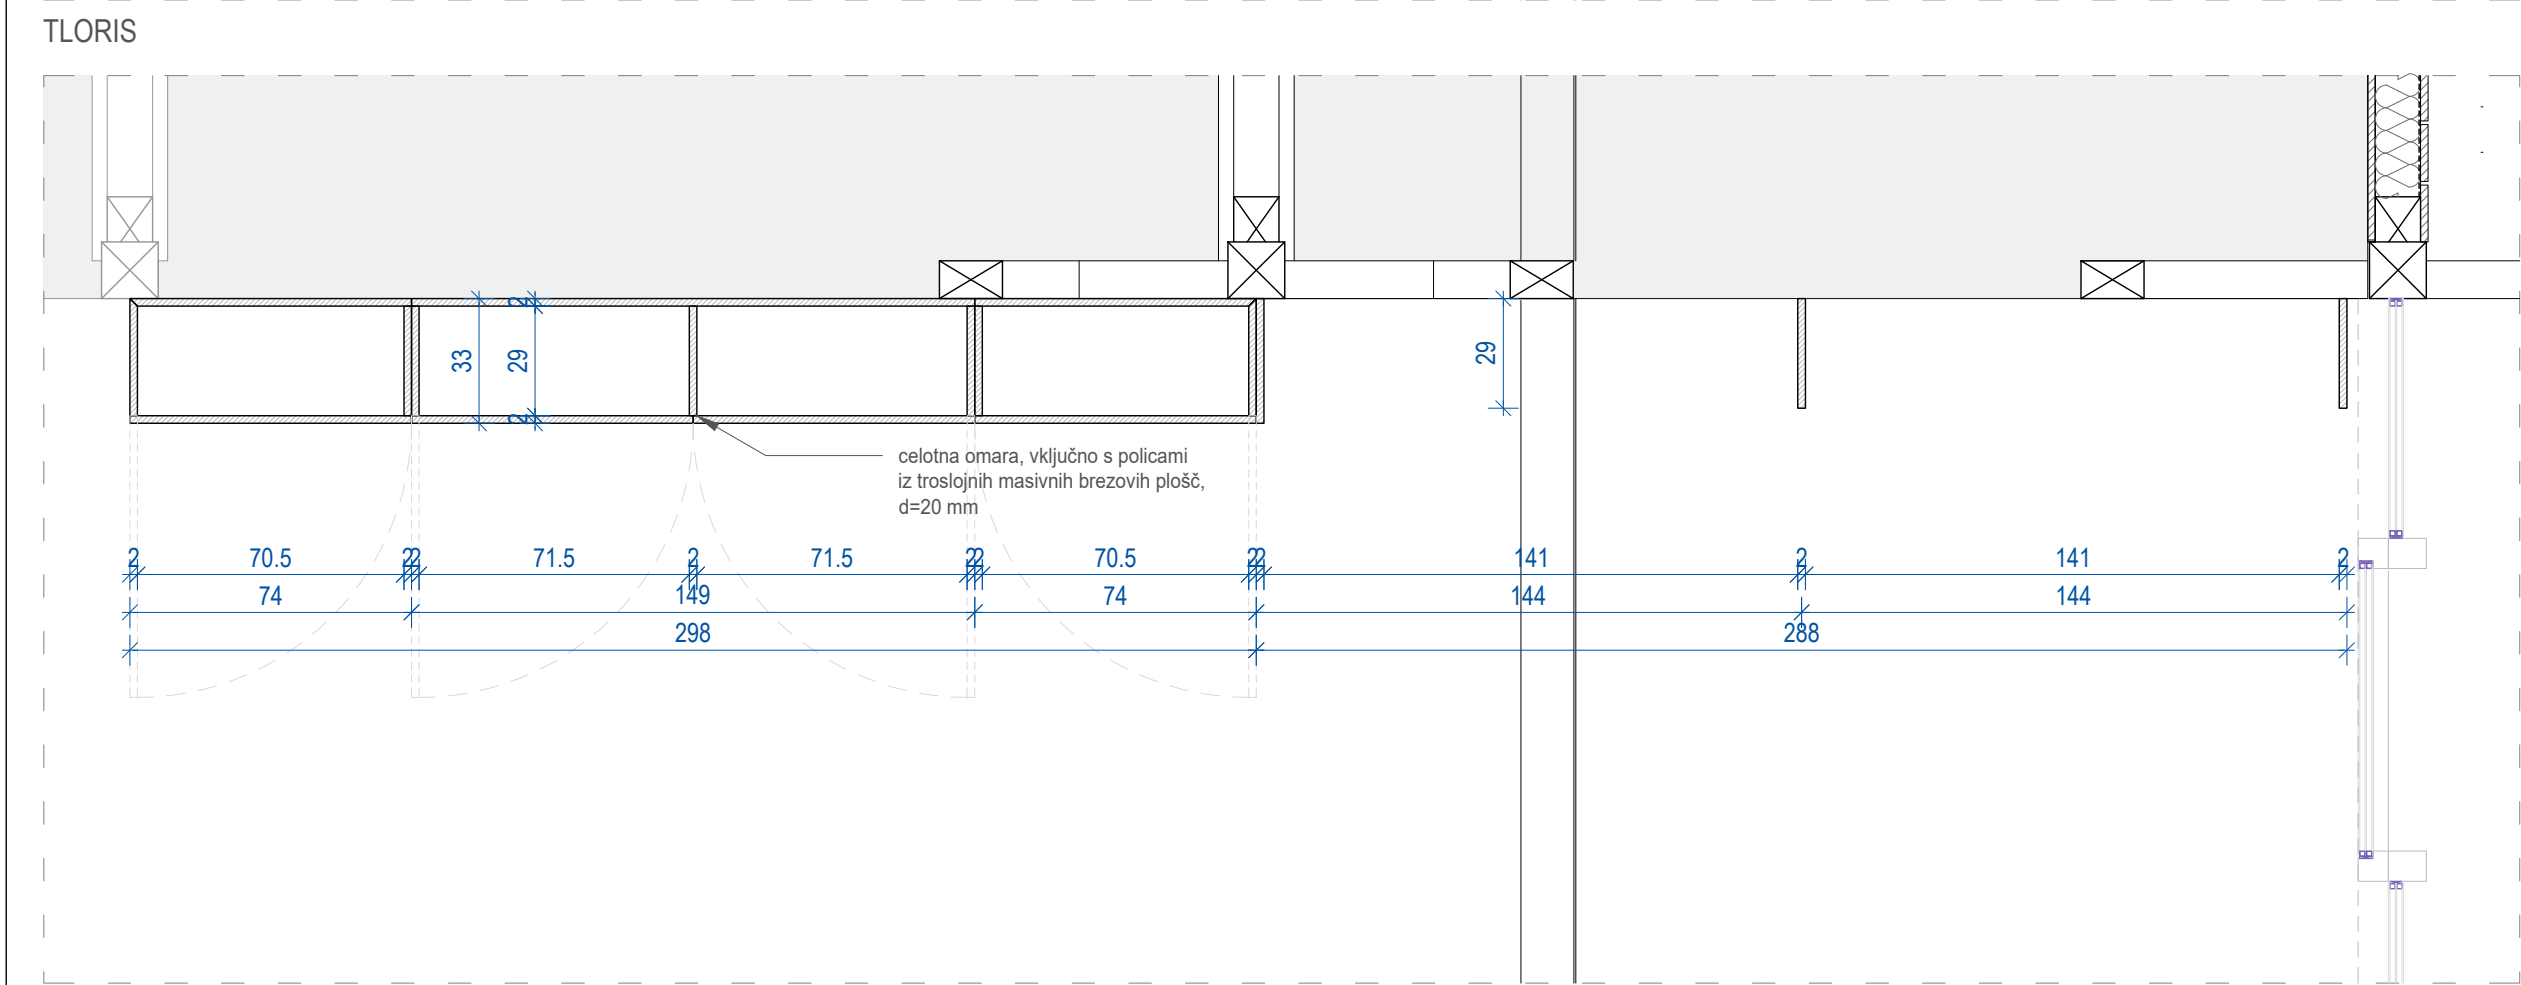 TLORIS
2
33
29
2
29
celotna omara, vključno s policami
iz troslojnih masivnih brezovih plošč,
d=20 mm
2 70.5 2 2 71.5 2 71.5 2 2 70.5 2 2 141 2 141 2
74 149 74 144 144
298 288